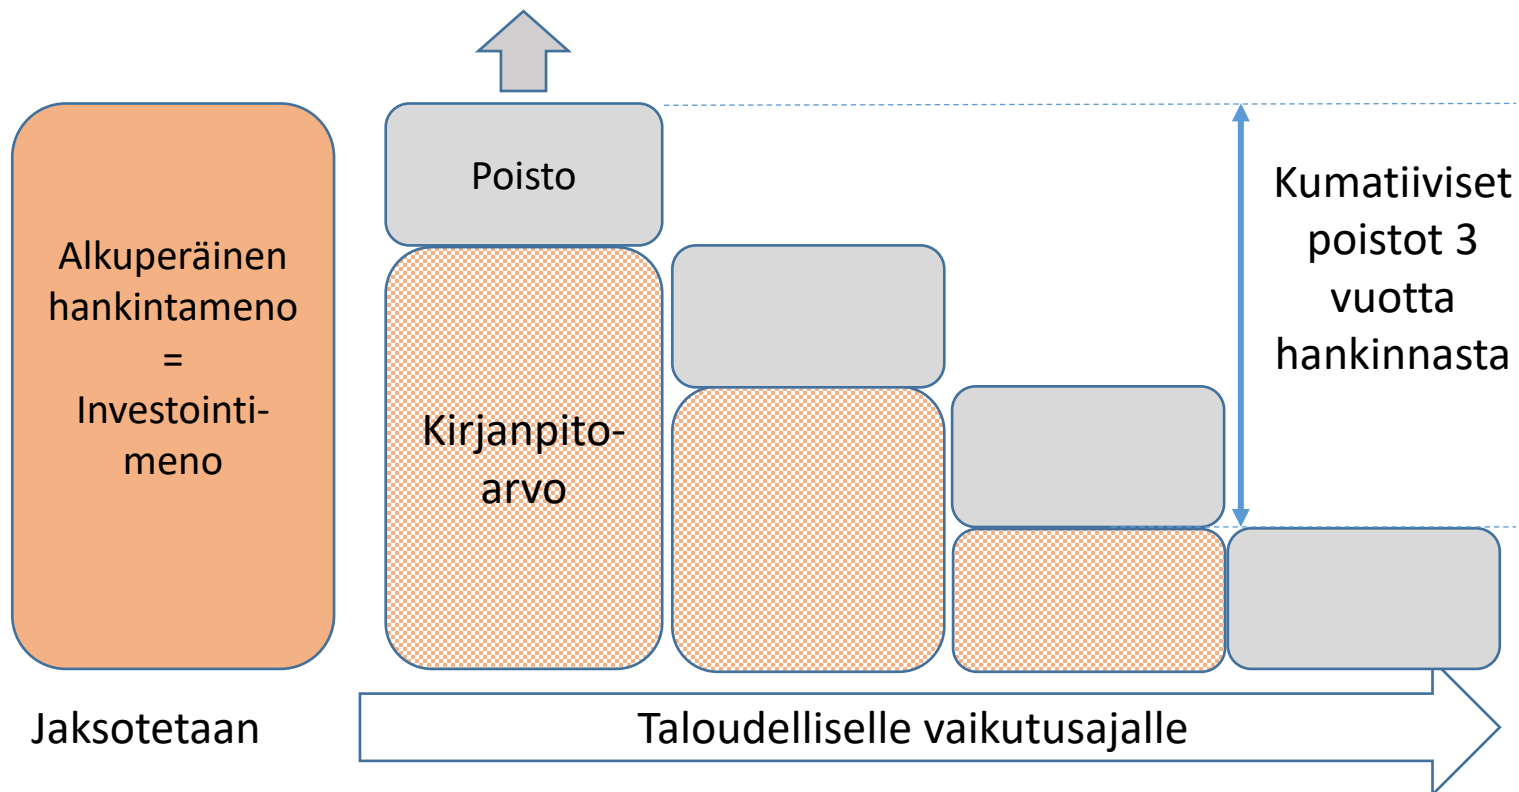 Alkuperäinen
hankintameno
=
Investointi-
meno
Poisto
Kirjanpito-
arvo
Kumatiiviset
poistot 3
vuotta
hankinnasta
Jaksotetaan
Taloudelliselle vaikutusajalle